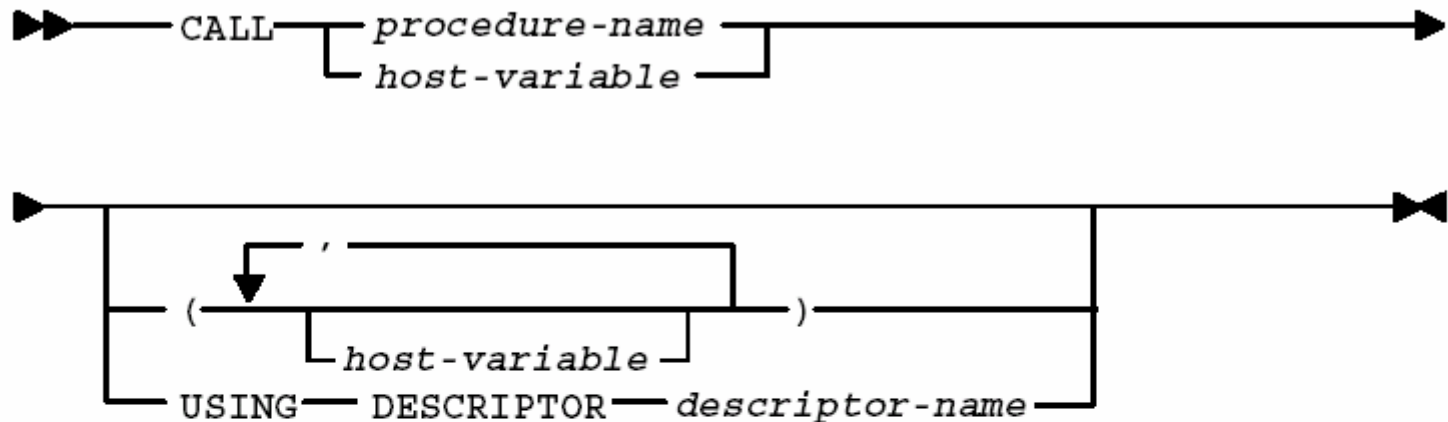 CALL procedure-name
host-variable
,
( )
host-variable
USING DESCRIPTOR descriptor-name